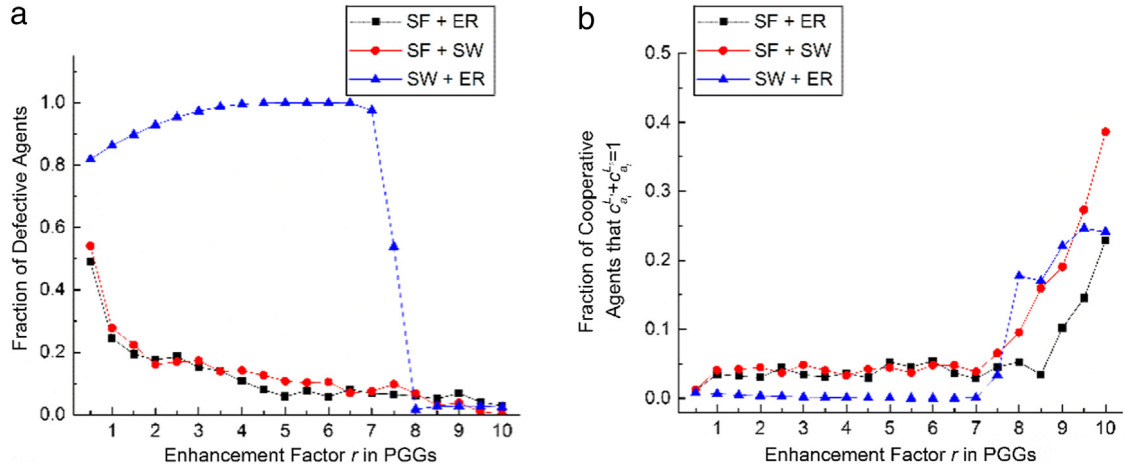 a
SF + ER
SF + SW
SW + ER
1.0
0.8
0.6
0.4
0.2
0.0
Fraction of Defective Agents
1 2 3 4 5 6 7 8 9 10
Enhancement Factor r in PGGs
b
SF + ER
SF + SW
SW + ER
0.5
0.4
0.3
0.2
0.1
0.0
Fraction of Cooperative
Agents that
1 2 3 4 5 6 7 8 9 10
Enhancement Factor r in PGGs